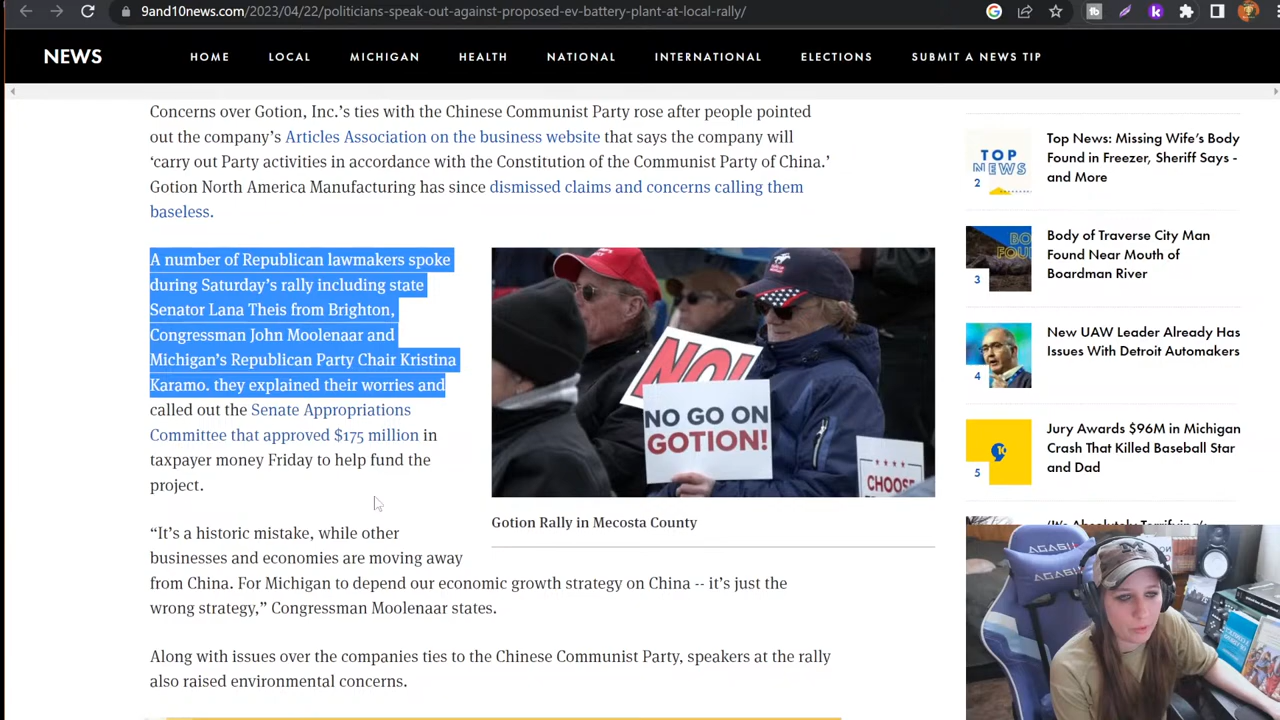 9and10news.com/2023/04/22/politicians-speak-out-against-proposed-ev-battery-plant-at-local-rally/
NEWS
HOME
LOCAL
MICHIGAN
HEALTH
NATIONAL
INTERNATIONAL
ELECTIONS
SUBMIT A NEWS TIP
Concerns over Gotion, Inc.’s ties with the Chinese Communist Party rose after people pointed
out the company’s Articles Association on the business website that says the company will
‘carry out Party activities in accordance with the Constitution of the Communist Party of China.’
Gotion North America Manufacturing has since dismissed claims and concerns calling them
baseless.
A number of Republican lawmakers spoke
during Saturday’s rally including state
Senator Lana Theis from Brighton,
Congressman John Moolenaar and
Michigan’s Republican Party Chair Kristina
Karamo. they explained their worries and
called out the Senate Appropriations
Committee that approved $175 million in
taxpayer money Friday to help fund the
project.
NO!
NO GO ON
GOTION!
CHOOSE
Gotion Rally in Mecosta County
“It’s a historic mistake, while other
businesses and economies are moving away
from China. For Michigan to depend our economic growth strategy on China -- it’s just the
wrong strategy,” Congressman Moolenaar states.
Along with issues over the companies ties to the Chinese Communist Party, speakers at the rally
also raised environmental concerns.
TOP
NEWS
2
Top News: Missing Wife’s Body
Found in Freezer, Sheriff Says -
and More
3
Body of Traverse City Man
Found Near Mouth of
Boardman River
4
New UAW Leader Already Has
Issues With Detroit Automakers
5
Jury Awards $96M in Michigan
Crash That Killed Baseball Star
and Dad
AGASI